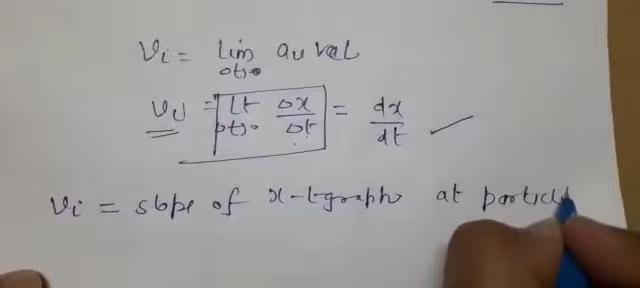 Vi = lim Δt→0 av vel
Vi = Lt Δt→0 Δx/Δt = dx/dt ✓
Vi = slope of x-t graph at particul